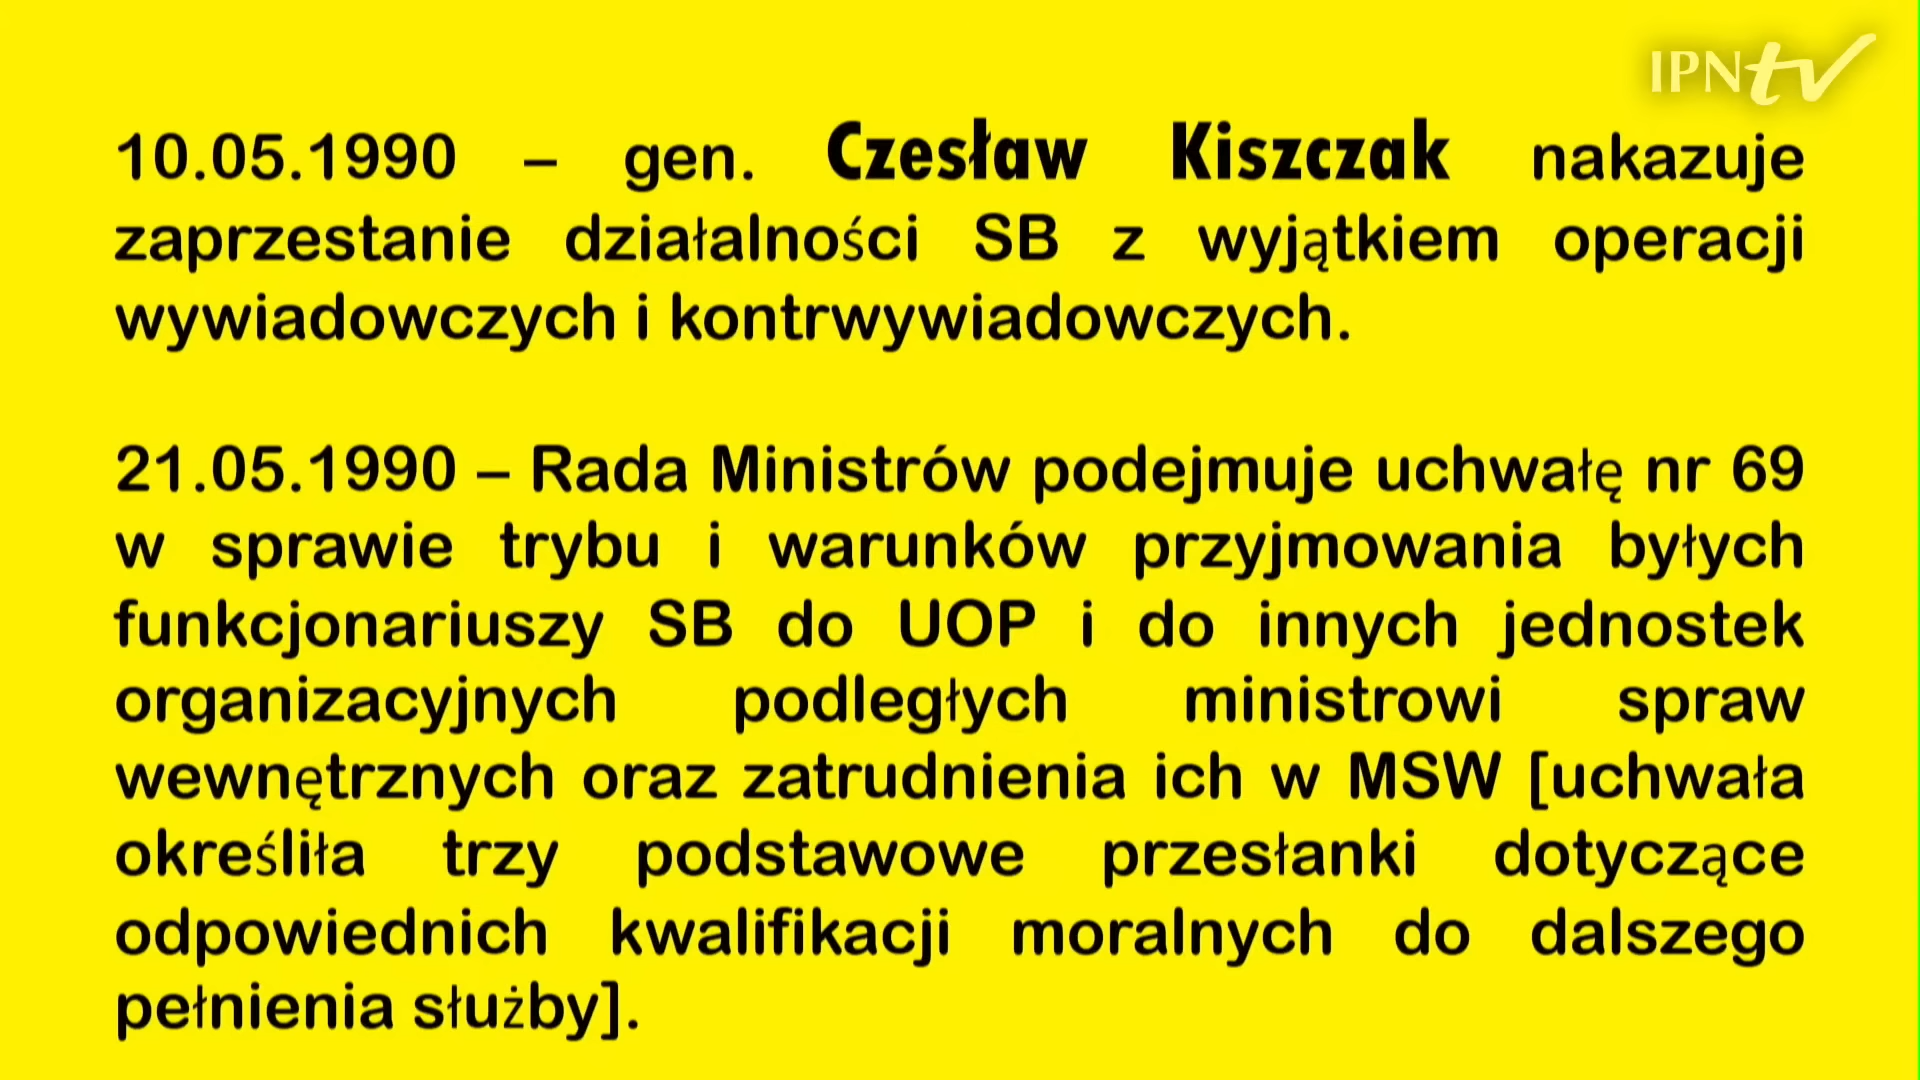 IPNtv
10.05.1990 – gen. Czesław Kiszczak nakazuje
zaprzestanie działalności SB z wyjątkiem operacji
wywiadowczych i kontrwywiadowczych.
21.05.1990 – Rada Ministrów podejmuje uchwałę nr 69
w sprawie trybu i warunków przyjmowania byłych
funkcjonariuszy SB do UOP i do innych jednostek
organizacyjnych podległych ministrowi spraw
wewnętrznych oraz zatrudnienia ich w MSW [uchwała
określiła trzy podstawowe przesłanki dotyczące
odpowiednich kwalifikacji moralnych do dalszego
pełnienia służby].